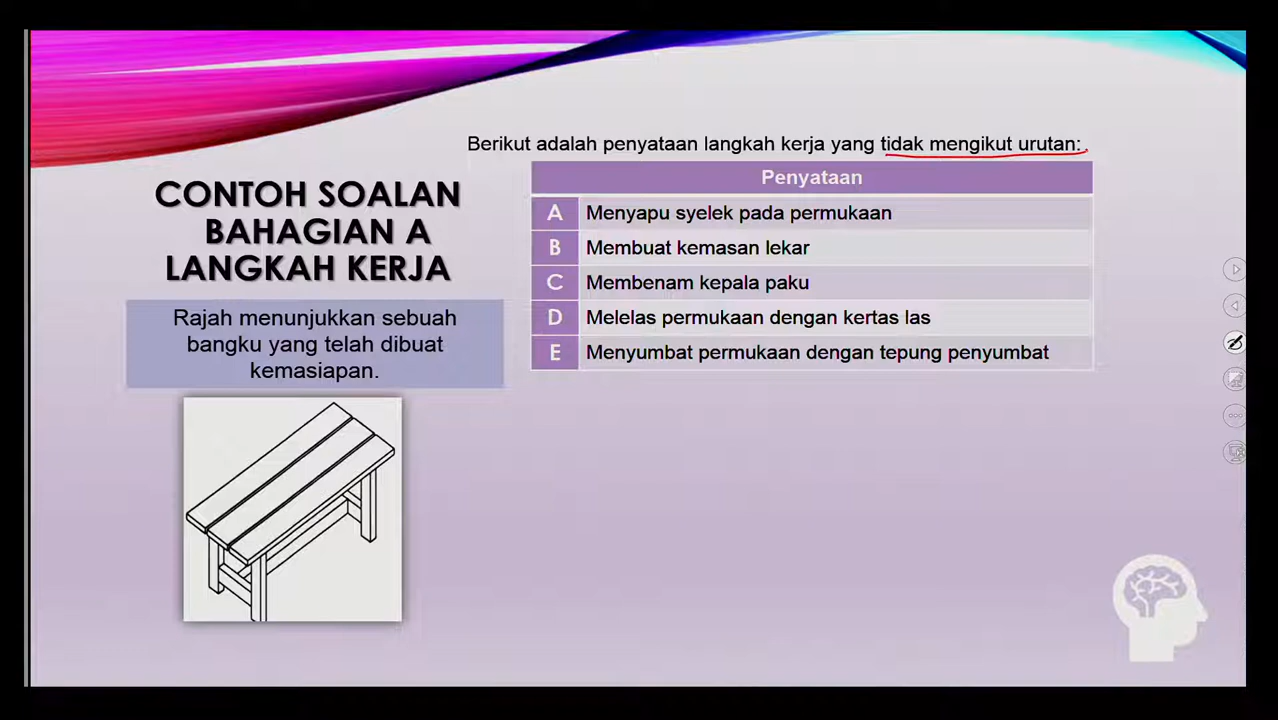 CONTOH SOALAN
BAHAGIAN A
LANGKAH KERJA
Rajah menunjukkan sebuah
bangku yang telah dibuat
kemasiapan.
Berikut adalah penyataan langkah kerja yang tidak mengikut urutan:
Penyataan
A Menyapu syelek pada permukaan
B Membuat kemasan lekar
C Membenam kepala paku
D Melelas permukaan dengan kertas las
E Menyumbat permukaan dengan tepung penyumbat